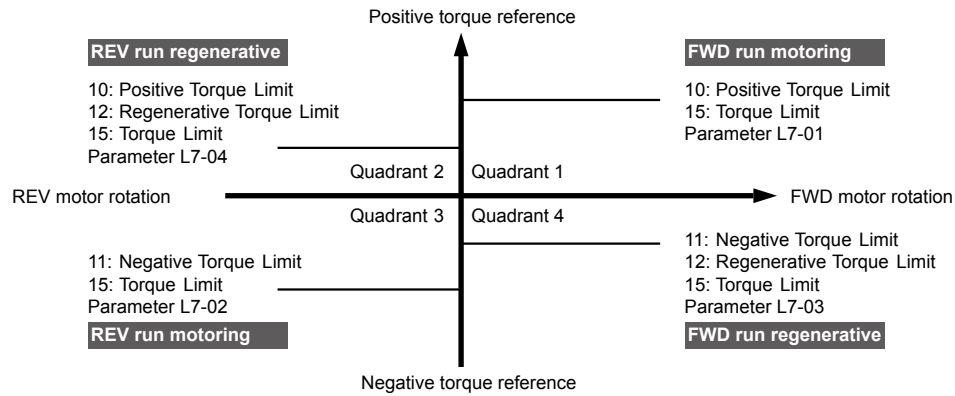 Positive torque reference
REV run regenerative
10: Positive Torque Limit
12: Regenerative Torque Limit
15: Torque Limit
Parameter L7-04
FWD run motoring
10: Positive Torque Limit
15: Torque Limit
Parameter L7-01
Quadrant 2
Quadrant 1
REV motor rotation
FWD motor rotation
Quadrant 3
Quadrant 4
11: Negative Torque Limit
15: Torque Limit
Parameter L7-02
REV run motoring
11: Negative Torque Limit
12: Regenerative Torque Limit
15: Torque Limit
Parameter L7-03
FWD run regenerative
Negative torque reference